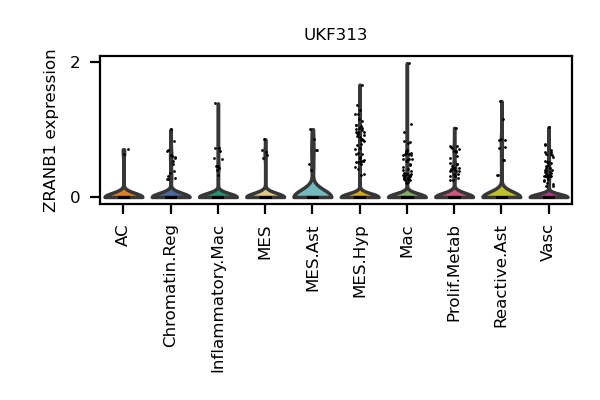 UKF313
ZRANB1 expression
2
0
AC
Chromatin.Reg
Inflammatory.Mac
MES
MES.Ast
MES.Hyp
Mac
Prolif.Metab
Reactive.Ast
Vasc